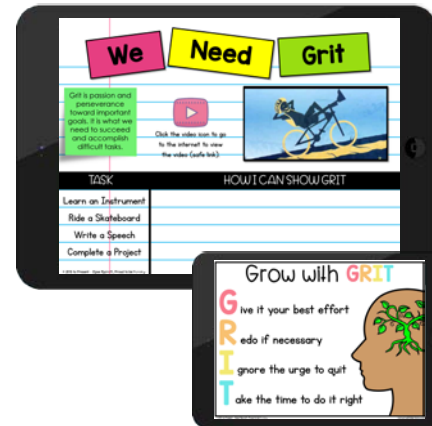 We Need Grit
Grit is passion and
perseverance
toward important
goals. It is what we
need to succeed
and accomplish
difficult tasks.
Click the video icon to go
to the internet to view
the video (safe link)
TASK
HOW I CAN SHOW GRIT
Learn an Instrument
Ride a Skateboard
Write a Speech
Complete a Project
Grow with GRIT
Give it your best effort
Redo if necessary
Ignore the urge to quit
Take the time to do it right